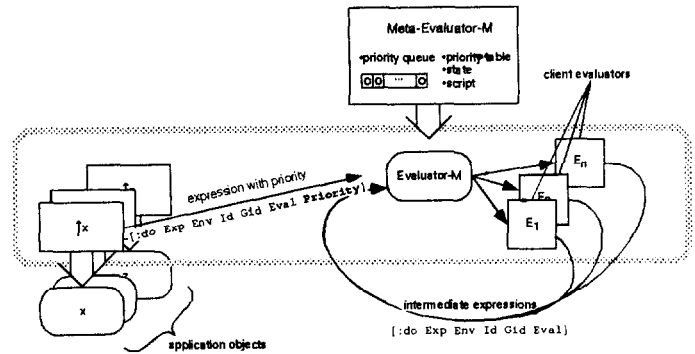 Meta-Evaluator-M
•priority queue
•priority table
•state
•script
...
client evaluators
expression with priority
[:do Exp Env Id Gid Eval Priority]
Evaluator-M
En
E1
↑x
↑
x
intermediate expressions
[:do Exp Env Id Gid Eval]
application objects